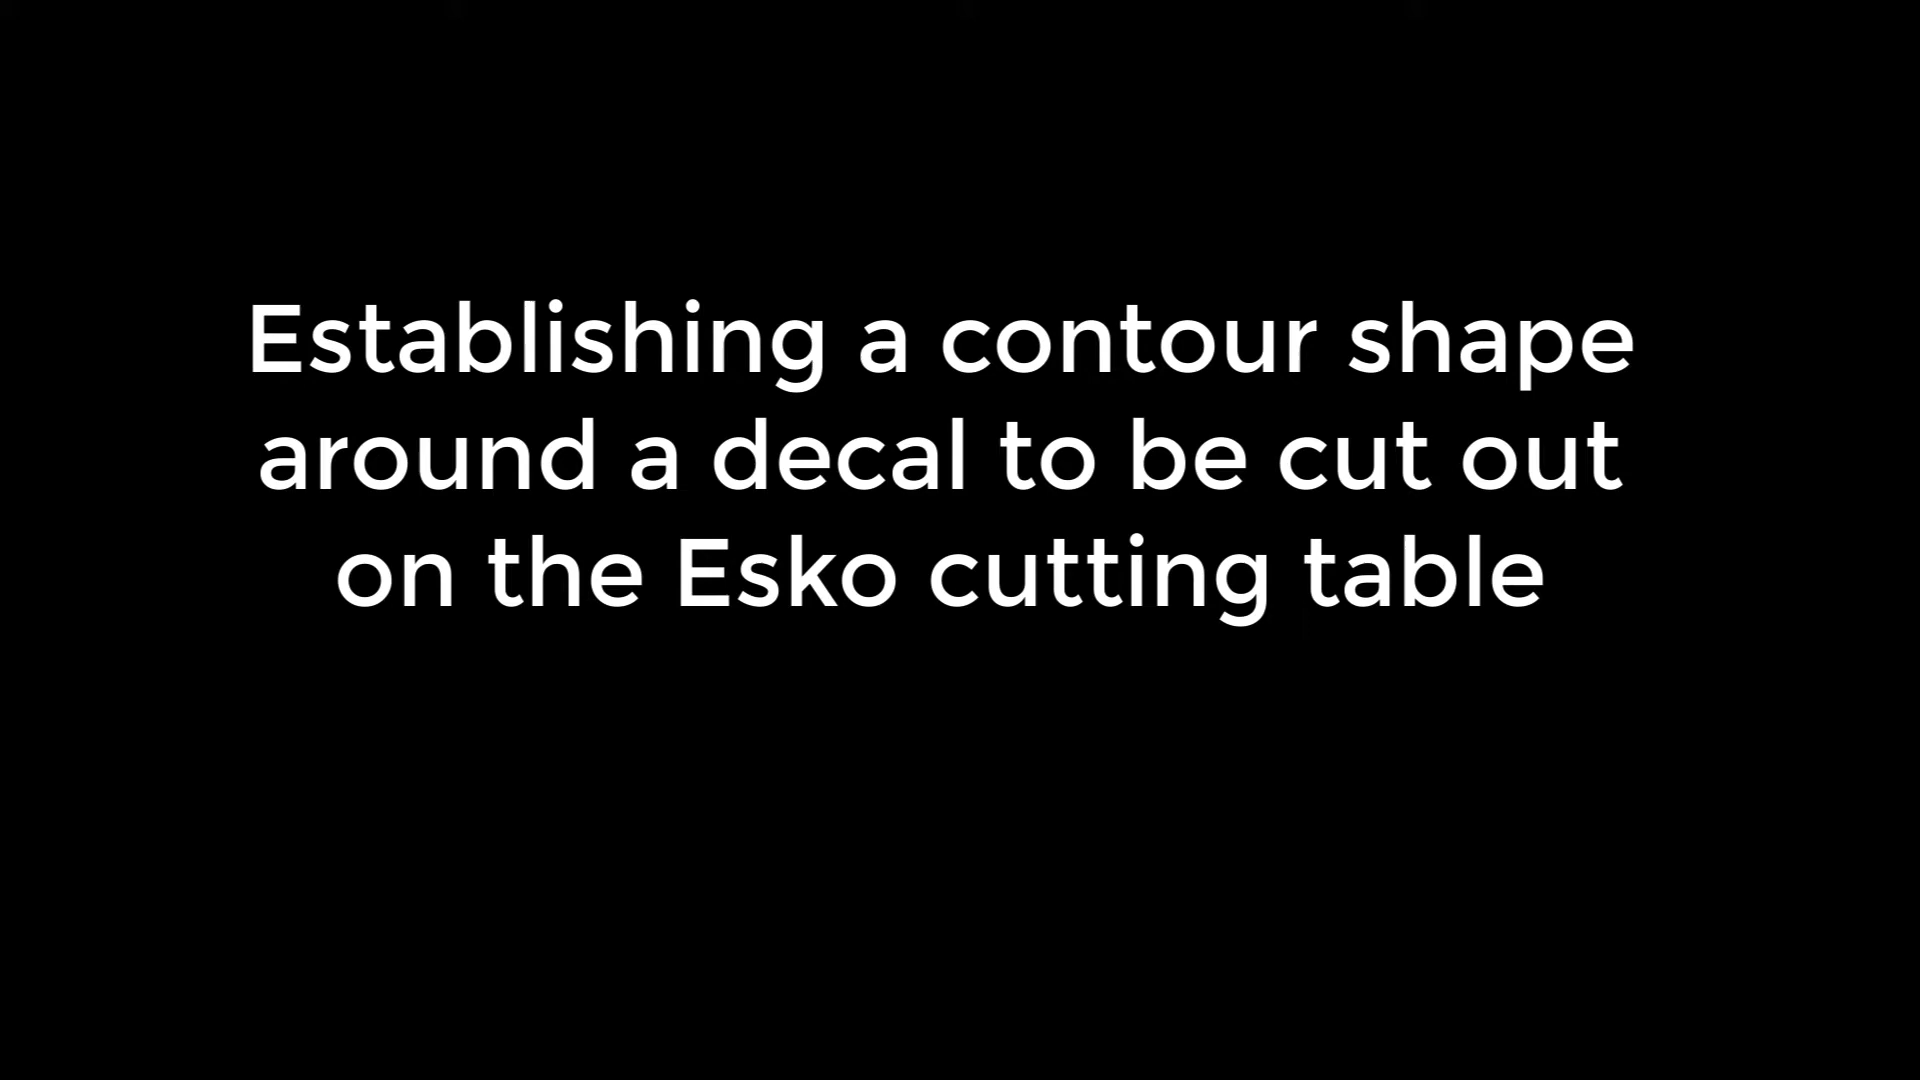 Establishing a contour shape
around a decal to be cut out
on the Esko cutting table